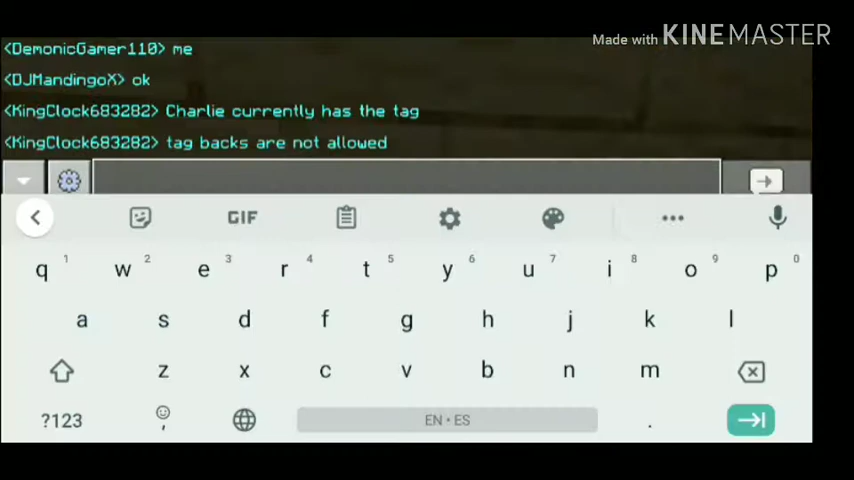 <DemonicGamer110> me
Made with KINEMASTER
<DJMandingoX> ok
<KingClock683282> Charlie currently has the tag
<KingClock683282> tag backs are not allowed
GIF
q 1 w 2 e 3 r 4 t 5 y 6 u 7 i 8 o 9 p 0
a s d f g h j k l
z x c v b n m
?123 , EN • ES .